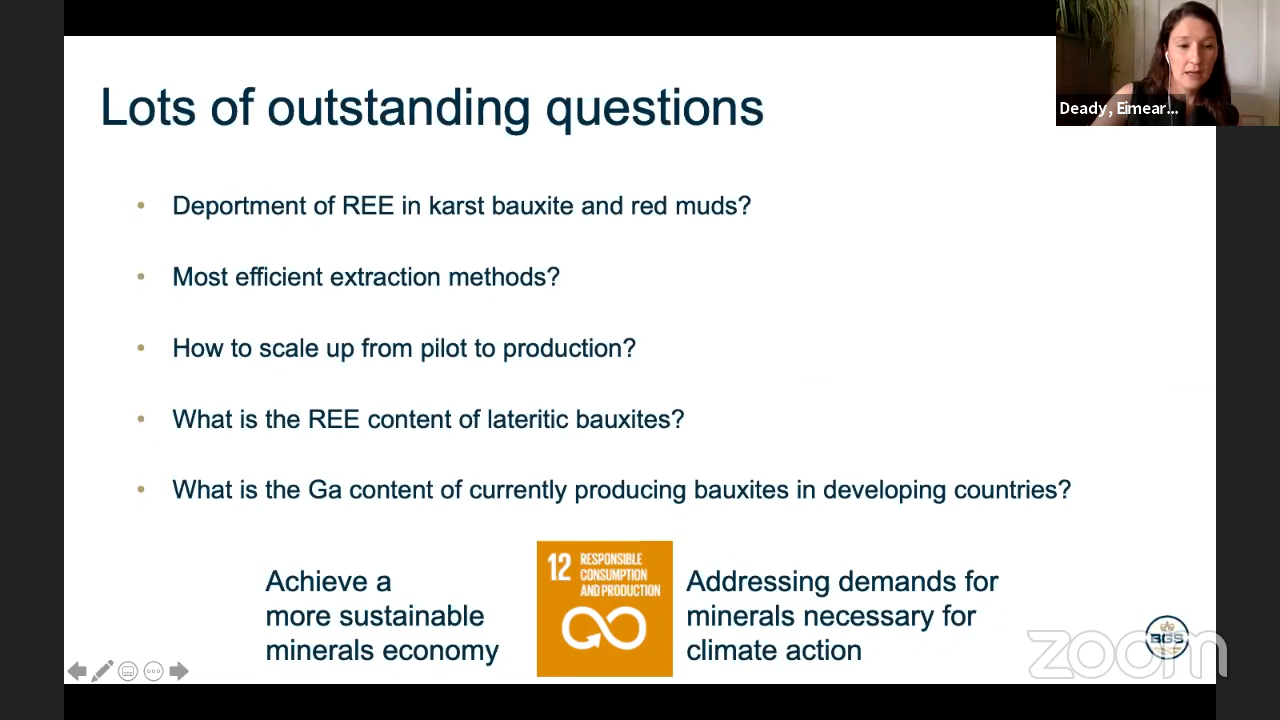 Lots of outstanding questions
Deady, Eimear...
• Deportment of REE in karst bauxite and red muds?
• Most efficient extraction methods?
• How to scale up from pilot to production?
• What is the REE content of lateritic bauxites?
• What is the Ga content of currently producing bauxites in developing countries?
Achieve a
more sustainable
minerals economy
12 RESPONSIBLE
CONSUMPTION
AND PRODUCTION
Addressing demands for
minerals necessary for
climate action
BGS
zoom